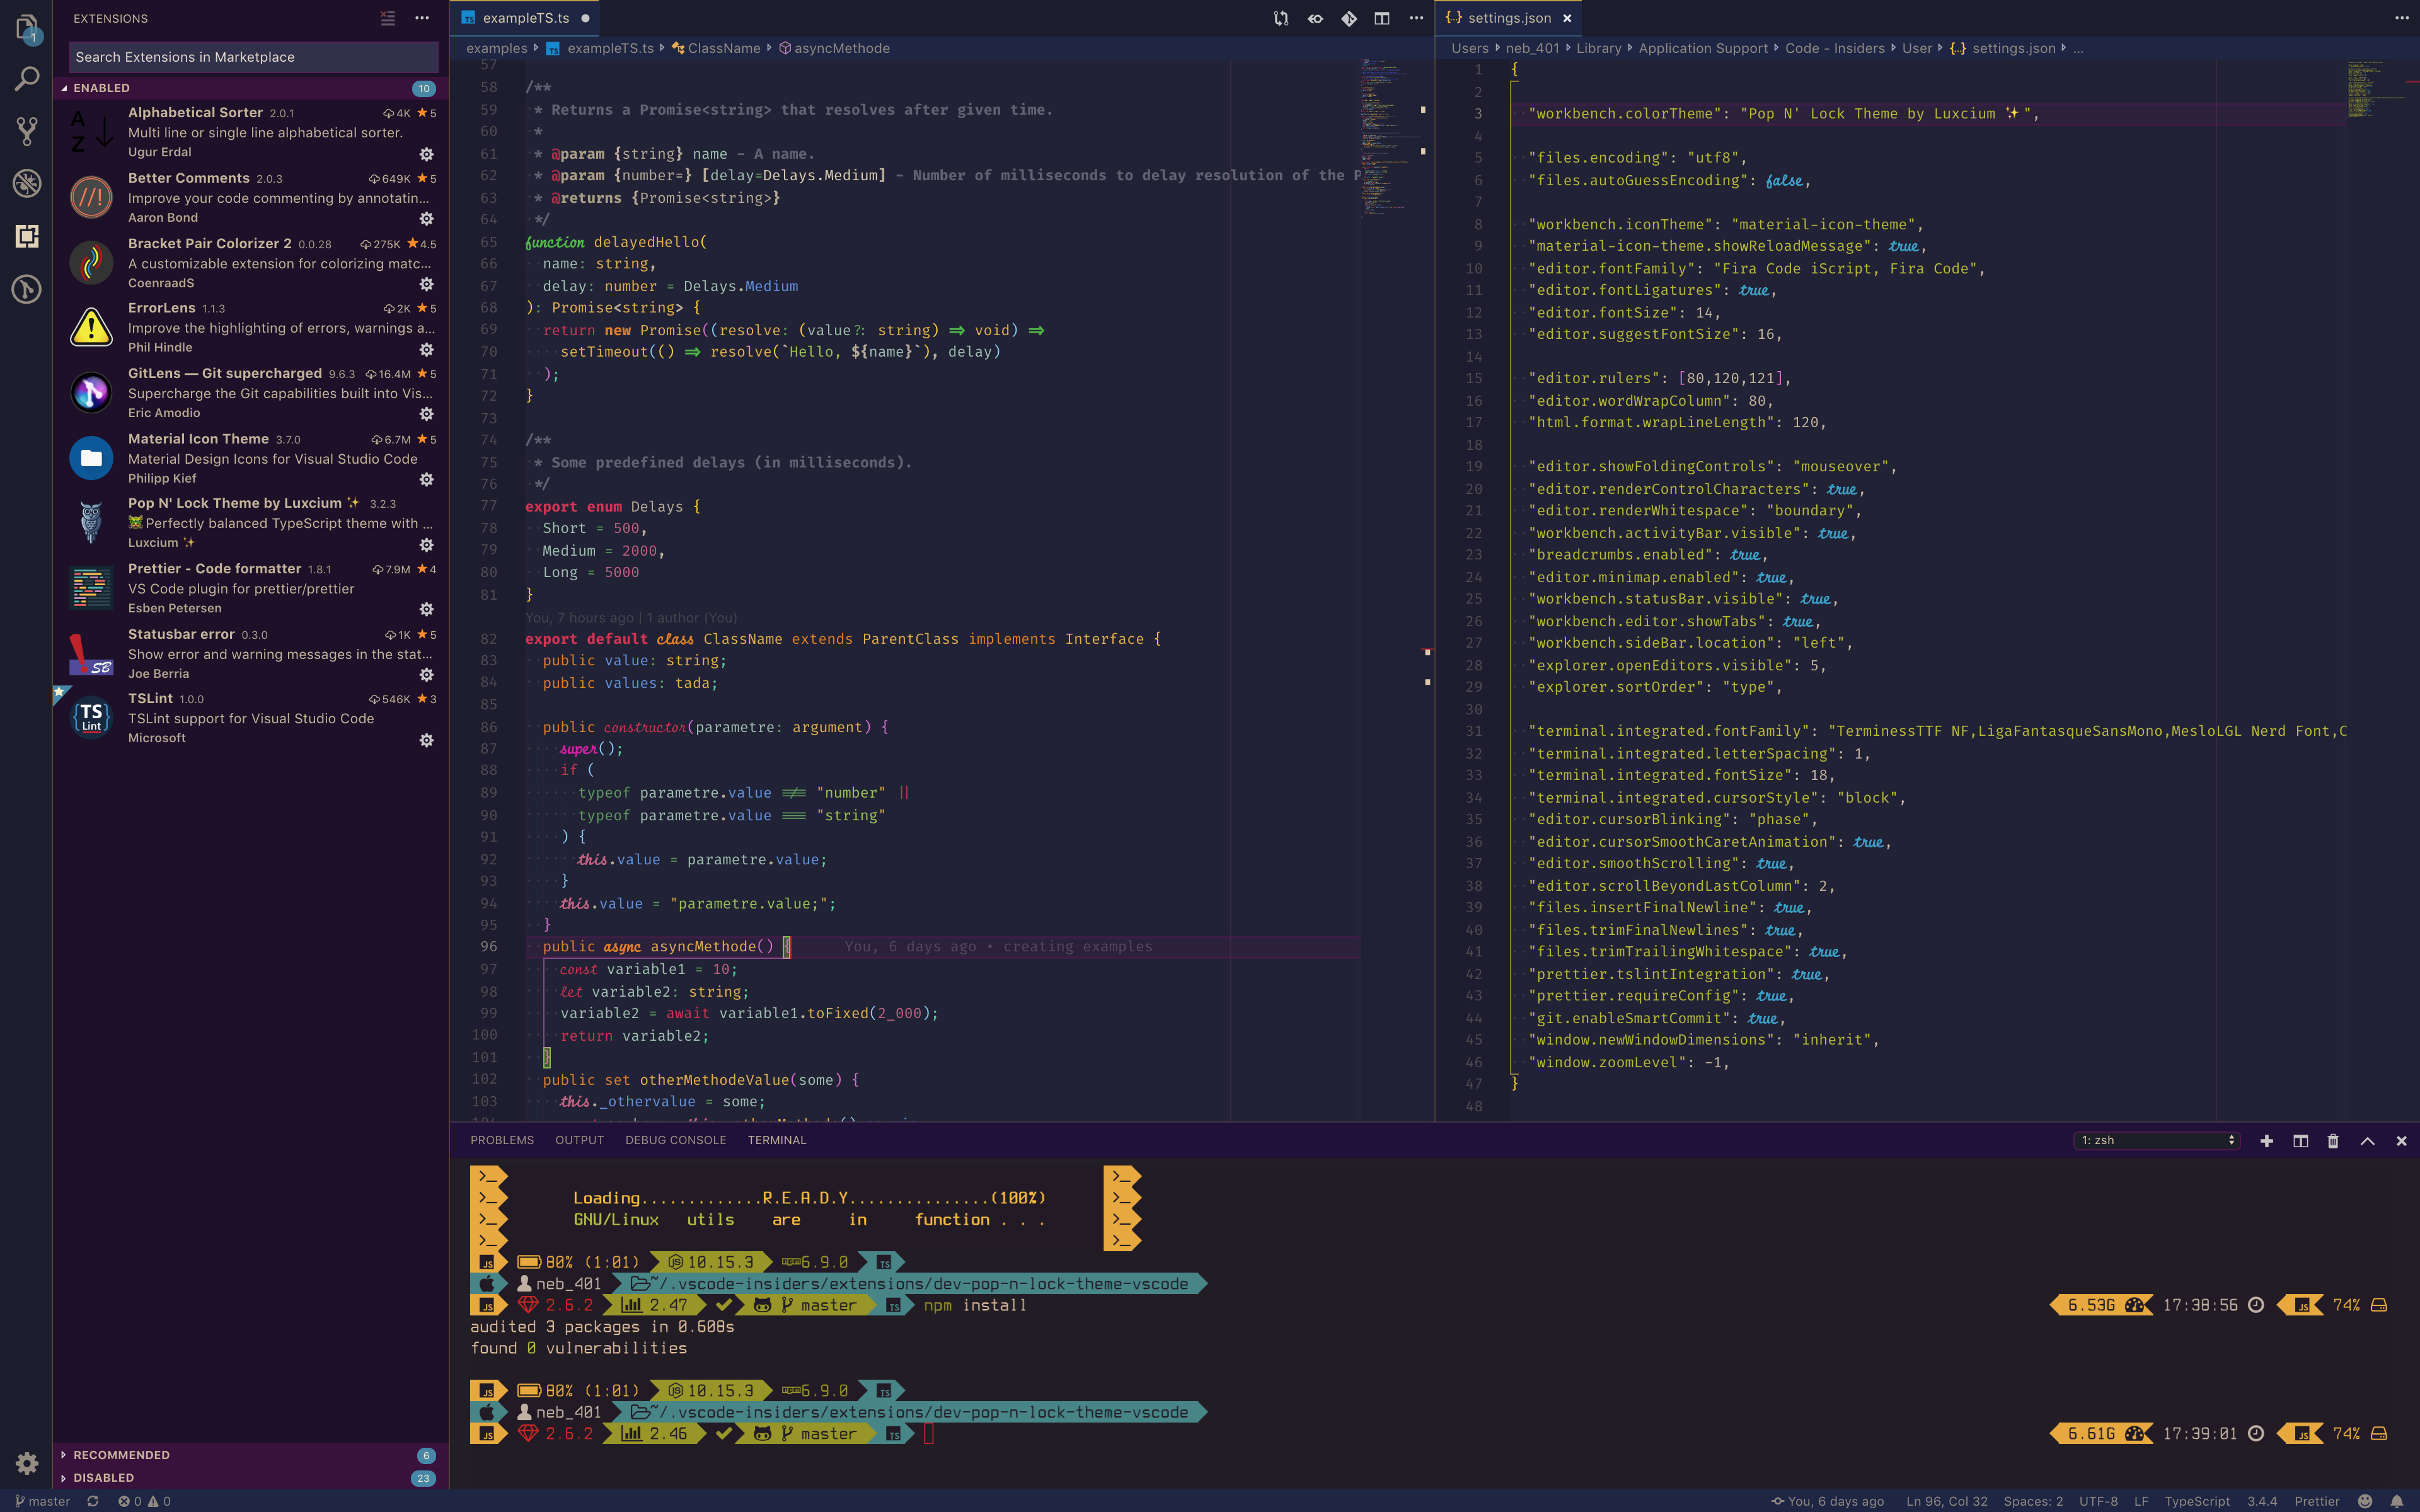 EXTENSIONS
Search Extensions in Marketplace
ENABLED 10
Alphabetical Sorter 2.0.1 4K ★5
Multi line or single line alphabetical sorter.
Ugur Erdal
Better Comments 2.0.3 649K ★5
Improve your code commenting by annotatin...
Aaron Bond
Bracket Pair Colorizer 2 0.0.28 275K ★4.5
A customizable extension for colorizing matc...
CoenraadS
ErrorLens 1.1.3 2K ★5
Improve the highlighting of errors, warnings a...
Phil Hindle
GitLens — Git supercharged 9.6.3 16.4M ★5
Supercharge the Git capabilities built into Vis...
Eric Amodio
Material Icon Theme 3.7.0 6.7M ★5
Material Design Icons for Visual Studio Code
Philipp Kief
Pop N' Lock Theme by Luxcium ✨ 3.2.3
Perfectly balanced TypeScript theme with ...
Luxcium ✨
Prettier - Code formatter 1.8.1 7.9M ★4
VS Code plugin for prettier/prettier
Esben Petersen
Statusbar error 0.3.0 1K ★5
Show error and warning messages in the stat...
Joe Berria
TSLint 1.0.0 546K ★3
TSLint support for Visual Studio Code
Microsoft
RECOMMENDED 6
DISABLED 23
TS exampleTS.ts ●
examples ▸ TS exampleTS.ts ▸ ClassName ▸ asyncMethode
57
58 /**
59 * Returns a Promise<string> that resolves after given time.
60 *
61 * @param {string} name - A name.
62 * @param {number=} [delay=Delays.Medium] - Number of milliseconds to delay resolution of the P
63 * @returns {Promise<string>}
64 */
65 function delayedHello(
66 name: string,
67 delay: number = Delays.Medium
68 ): Promise<string> {
69 return new Promise((resolve: (value?: string) => void) =>
70 setTimeout(() => resolve(`Hello, ${name}`), delay)
71 );
72 }
73
74 /**
75 * Some predefined delays (in milliseconds).
76 */
77 export enum Delays {
78 Short = 500,
79 Medium = 2000,
80 Long = 5000
81 }
You, 7 hours ago | 1 author (You)
82 export default class ClassName extends ParentClass implements Interface {
83 public value: string;
84 public values: tada;
85
86 public constructor(parametre: argument) {
87 super();
88 if (
89 typeof parametre.value !== "number" ||
90 typeof parametre.value === "string"
91 ) {
92 this.value = parametre.value;
93 }
94 this.value = "parametre.value;";
95 }
96 public async asyncMethode() { You, 6 days ago • creating examples
97 const variable1 = 10;
98 let variable2: string;
99 variable2 = await variable1.toFixed(2_000);
100 return variable2;
101 }
102 public set otherMethodeValue(some) {
103 this._othervalue = some;
{..} settings.json ×
Users ▸ neb_401 ▸ Library ▸ Application Support ▸ Code - Insiders ▸ User ▸ {..} settings.json ▸ ...
1 {
2
3 "workbench.colorTheme": "Pop N' Lock Theme by Luxcium ✨",
4
5 "files.encoding": "utf8",
6 "files.autoGuessEncoding": false,
7
8 "workbench.iconTheme": "material-icon-theme",
9 "material-icon-theme.showReloadMessage": true,
10 "editor.fontFamily": "Fira Code iScript, Fira Code",
11 "editor.fontLigatures": true,
12 "editor.fontSize": 14,
13 "editor.suggestFontSize": 16,
14
15 "editor.rulers": [80,120,121],
16 "editor.wordWrapColumn": 80,
17 "html.format.wrapLineLength": 120,
18
19 "editor.showFoldingControls": "mouseover",
20 "editor.renderControlCharacters": true,
21 "editor.renderWhitespace": "boundary",
22 "workbench.activityBar.visible": true,
23 "breadcrumbs.enabled": true,
24 "editor.minimap.enabled": true,
25 "workbench.statusBar.visible": true,
26 "workbench.editor.showTabs": true,
27 "workbench.sideBar.location": "left",
28 "explorer.openEditors.visible": 5,
29 "explorer.sortOrder": "type",
30
31 "terminal.integrated.fontFamily": "TerminessTTF NF,LigaFantasqueSansMono,MesloLGL Nerd Font,C
32 "terminal.integrated.letterSpacing": 1,
33 "terminal.integrated.fontSize": 18,
34 "terminal.integrated.cursorStyle": "block",
35 "editor.cursorBlinking": "phase",
36 "editor.cursorSmoothCaretAnimation": true,
37 "editor.smoothScrolling": true,
38 "editor.scrollBeyondLastColumn": 2,
39 "files.insertFinalNewline": true,
40 "files.trimFinalNewlines": true,
41 "files.trimTrailingWhitespace": true,
42 "prettier.tslintIntegration": true,
43 "prettier.requireConfig": true,
44 "git.enableSmartCommit": true,
45 "window.newWindowDimensions": "inherit",
46 "window.zoomLevel": -1,
47 }
48
PROBLEMS OUTPUT DEBUG CONSOLE TERMINAL 1: zsh
>_ >_
>_ Loading.............R.E.A.D.Y...............(100%) >_
>_ GNU/Linux utils are in function . . . >_
>_ >_
JS 80% (1:01) 10.15.3 npm 6.9.0 TS
neb_401 ~/.vscode-insiders/extensions/dev-pop-n-lock-theme-vscode
JS 2.6.2 2.47 master TS npm install 6.53G 17:38:56 JS 74%
audited 3 packages in 0.608s
found 0 vulnerabilities
JS 80% (1:01) 10.15.3 npm 6.9.0 TS
neb_401 ~/.vscode-insiders/extensions/dev-pop-n-lock-theme-vscode
JS 2.6.2 2.46 master TS 6.61G 17:39:01 JS 74%
master 0 0 You, 6 days ago Ln 96, Col 32 Spaces: 2 UTF-8 LF TypeScript 3.4.4 Prettier